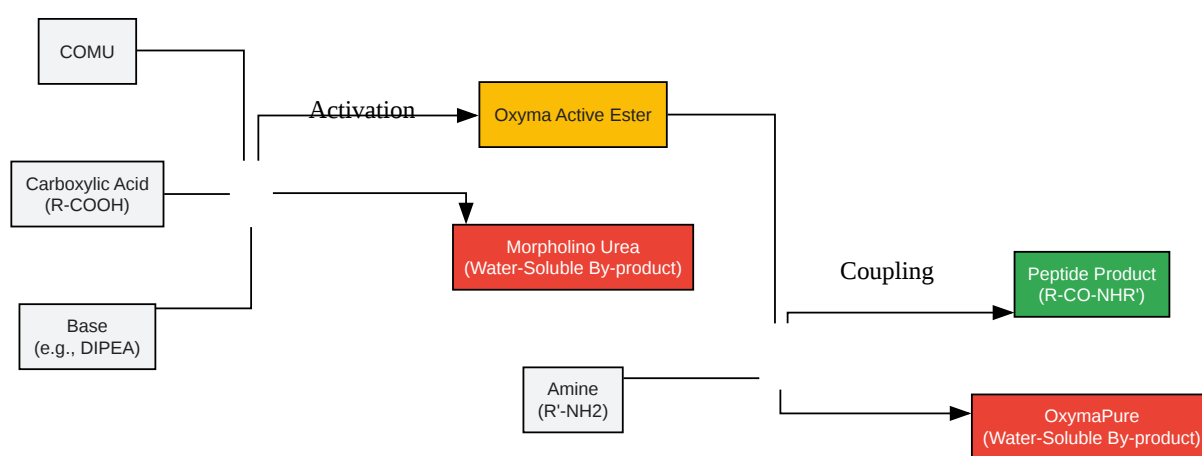 COMU
Activation
Oxyma Active Ester
Carboxylic Acid
(R-COOH)
Morpholino Urea
(Water-Soluble By-product)
Coupling
Peptide Product
(R-CO-NHR')
Base
(e.g., DIPEA)
Amine
(R'-NH2)
OxymaPure
(Water-Soluble By-product)